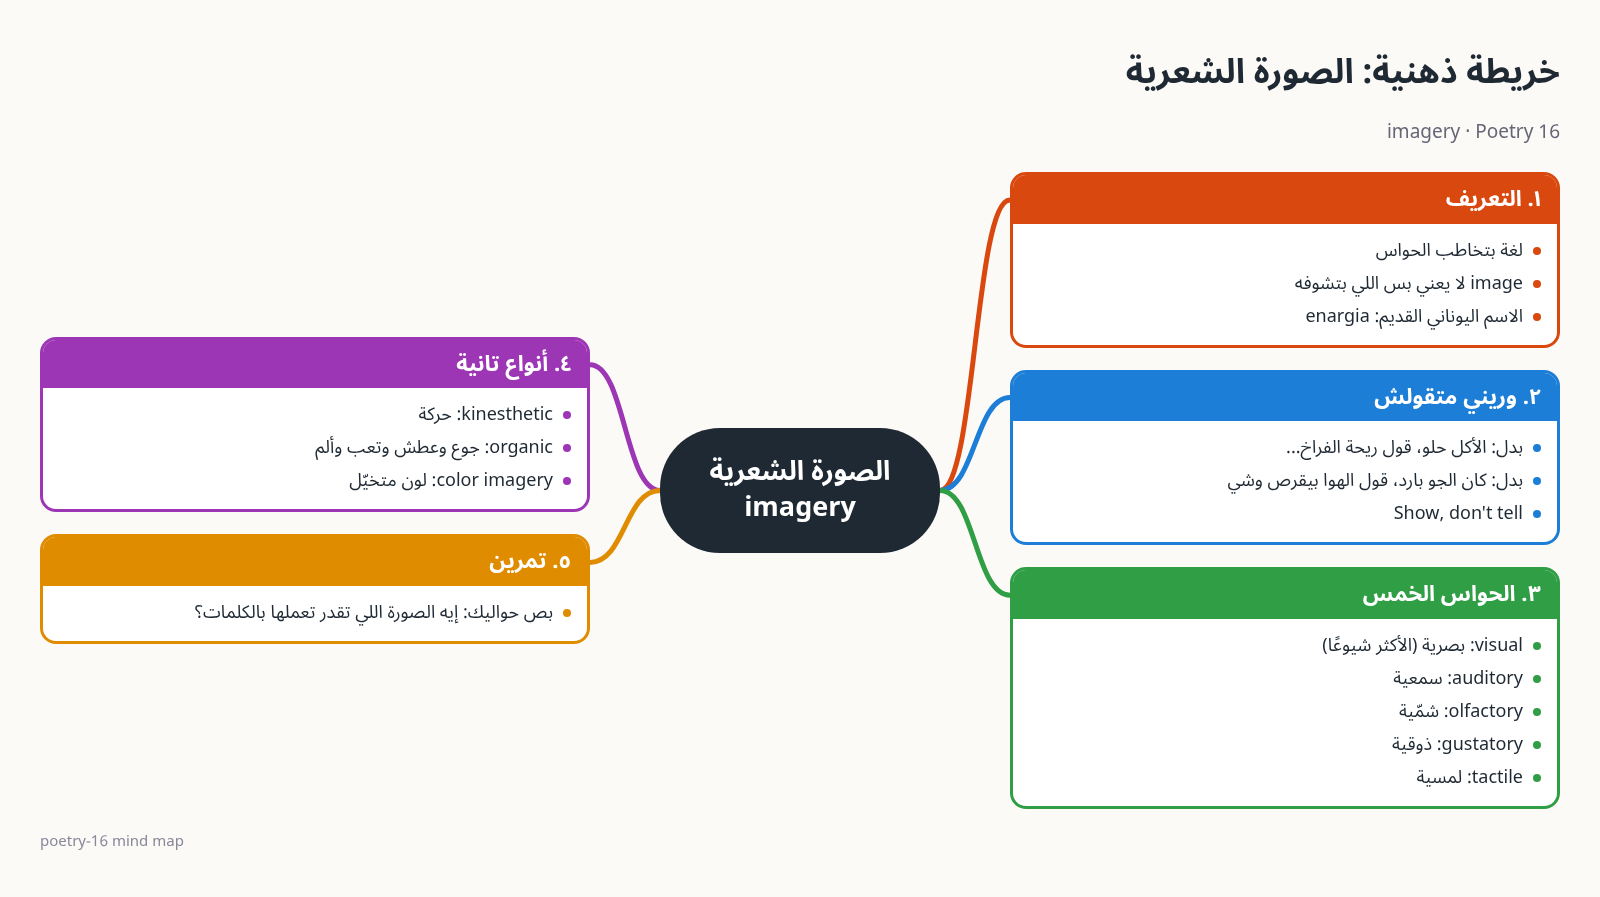 خريطة ذهنية: الصورة الشعرية
imagery · Poetry 16
١. التعريف
لغة بتخاطب الحواس
image لا يعني بس اللي بتشوفه
الاسم اليوناني القديم: enargia
٢. وريني متقولش
بدل: الأكل حلو، قول ريحة الفراخ...
بدل: كان الجو بارد، قول الهوا بيقرص وشي
Show, don't tell
٣. الحواس الخمس
visual: بصرية (الأكثر شيوعًا)
auditory: سمعية
olfactory: شمّية
gustatory: ذوقية
tactile: لمسية
الصورة الشعرية
imagery
٤. أنواع تانية
kinesthetic: حركة
organic: جوع وعطش وتعب وألم
color imagery: لون متخيّل
٥. تمرين
بص حواليك: إيه الصورة اللي تقدر تعملها بالكلمات؟
poetry-16 mind map